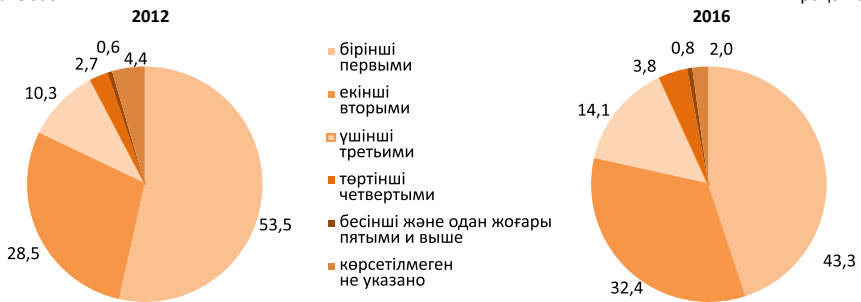 2012
2016
0,6
4,4
2,7
10,3
28,5
53,5
бірінші
первыми
екінші
вторыми
үшінші
третьими
төртінші
четвертыми
бесінші және одан жоғары
пятыми и выше
көрсетілмеген
не указано
0,8
2,0
3,8
14,1
32,4
43,3